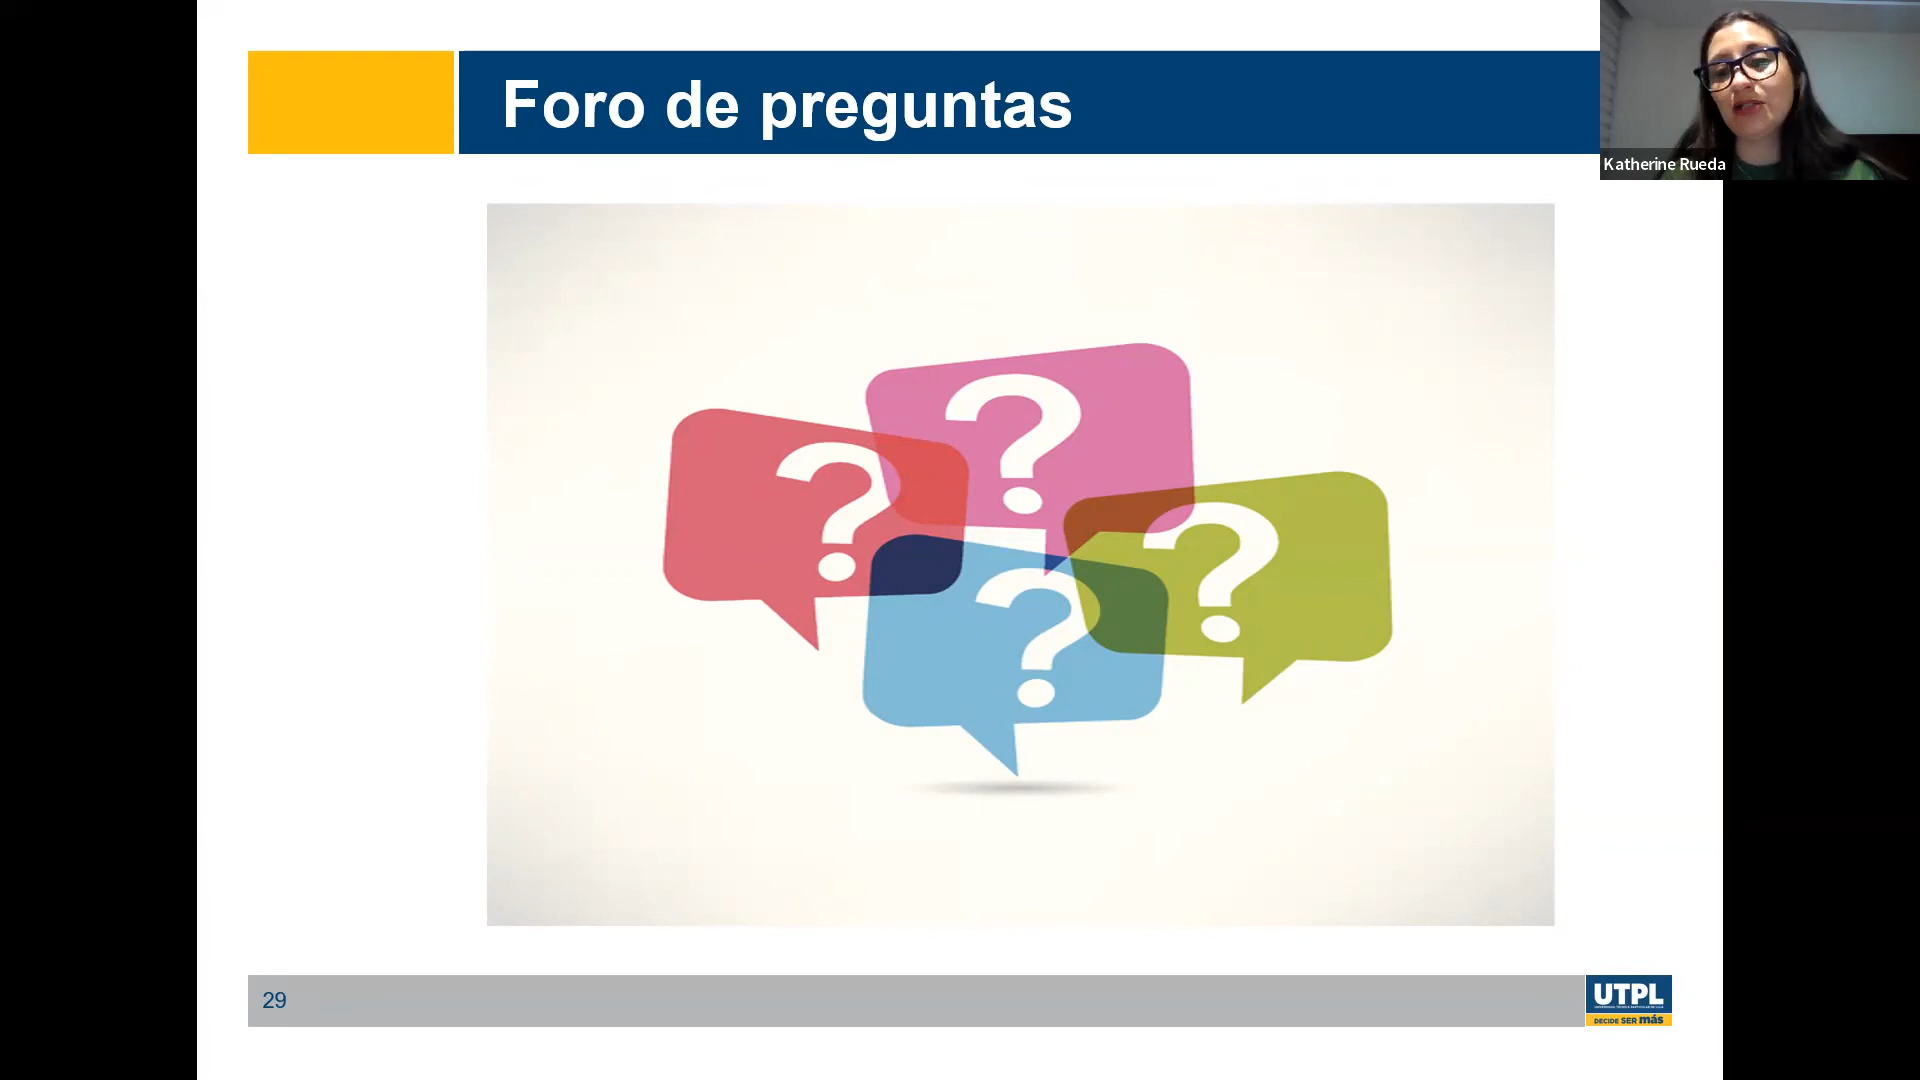 Foro de preguntas
Katherine Rueda
?
?
?
?
29
UTPL
DECIDE SER más